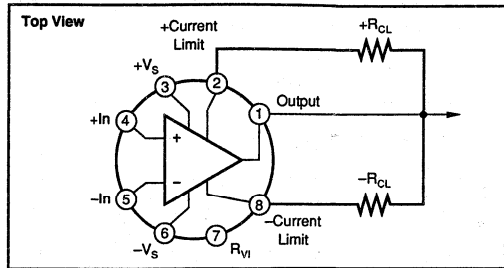 Top View
+Current
Limit
+R_CL
+V_S
3
2
+In
4
1
Output
+
−
−In
5
8
−R_CL
−Current
Limit
6
7
−V_S
R_VI